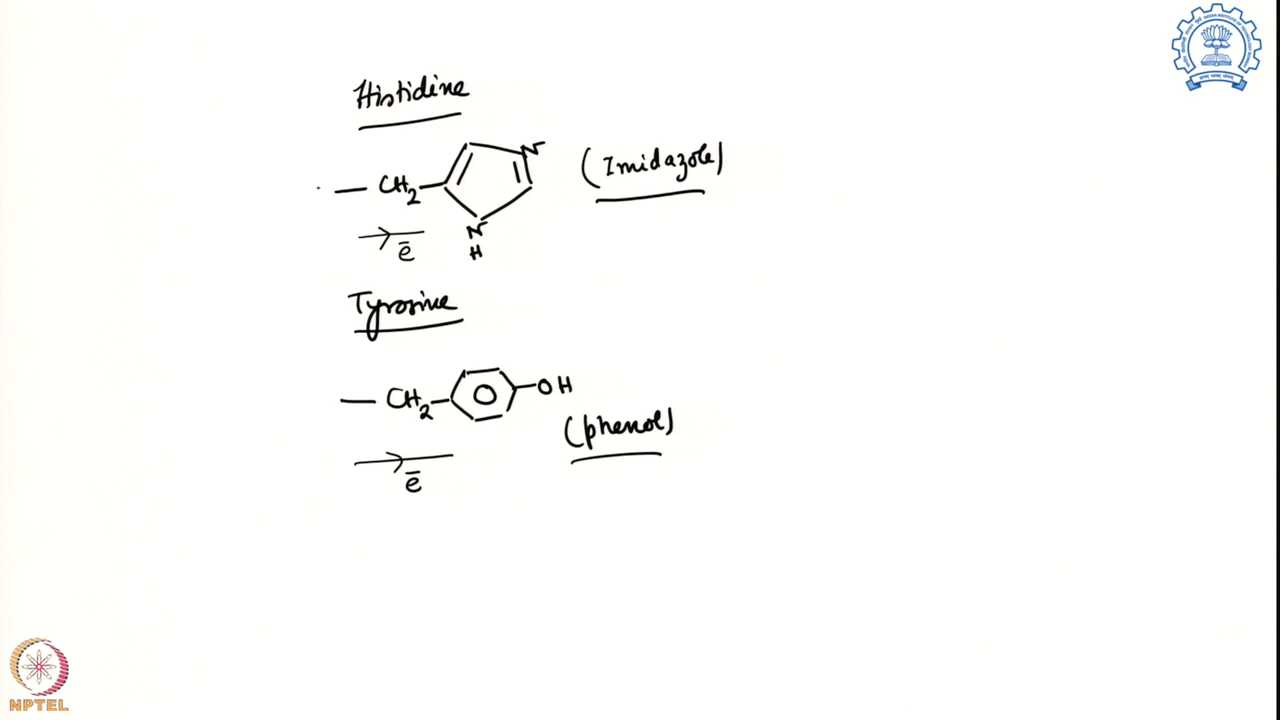 Histidine
— CH2 N
(Imidazole)
N
H
ē
Tyrosine
— CH2 OH
(phenol)
ē
NPTEL